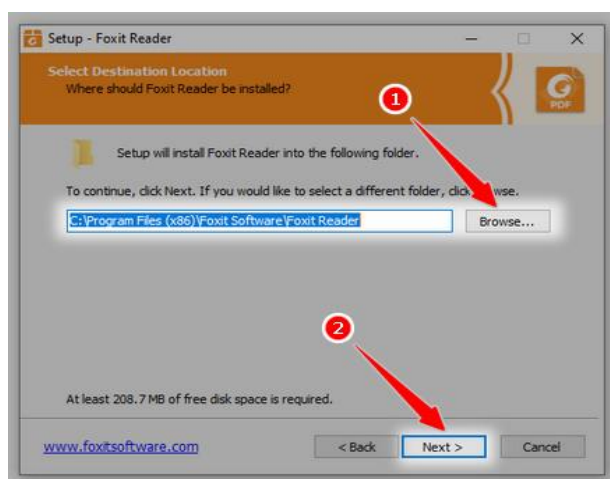 Setup - Foxit Reader
Select Destination Location
Where should Foxit Reader be installed?
1
PDF
Setup will install Foxit Reader into the following folder.
To continue, click Next. If you would like to select a different folder, click
C:\Program Files (x86)\Foxit Software\Foxit Reader
Browse...
2
At least 208.7 MB of free disk space is required.
www.foxitsoftware.com
< Back
Next >
Cancel